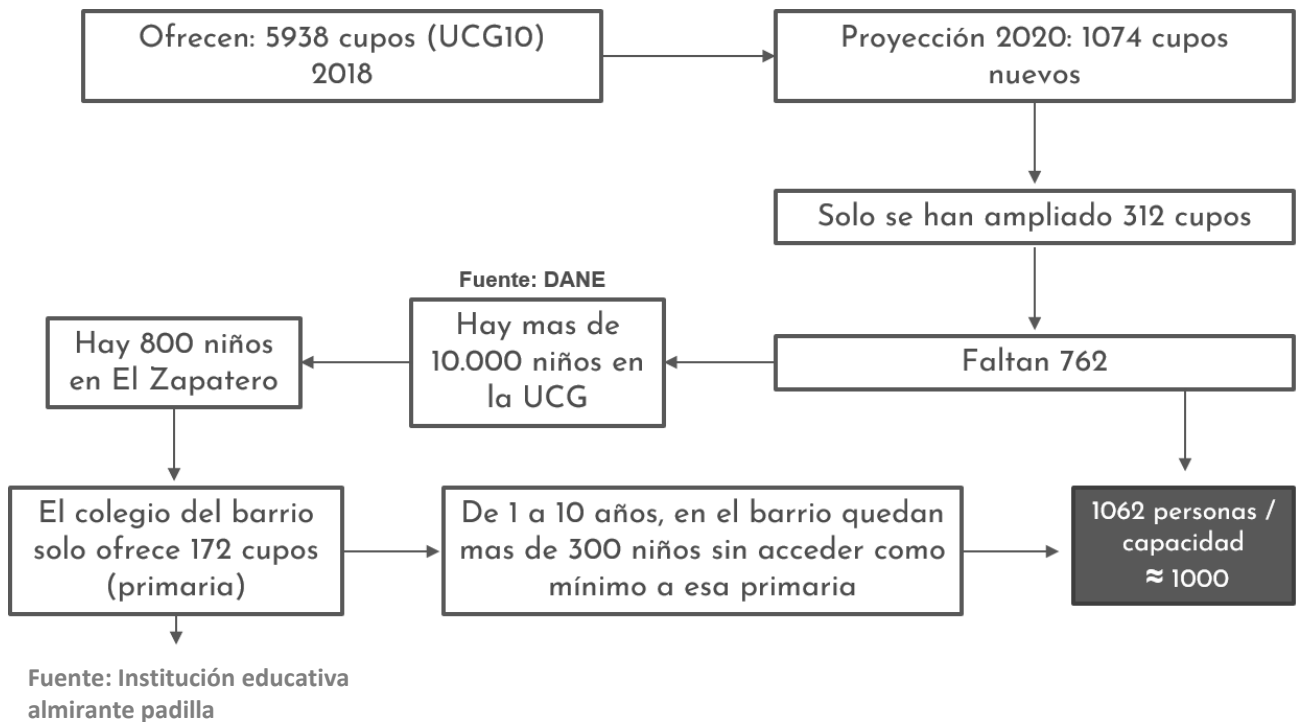 Ofrecen: 5938 cupos (UCG10)
2018
Proyección 2020: 1074 cupos
nuevos
Solo se han ampliado 312 cupos
Faltan 762
Fuente: DANE
Hay mas de
10.000 niños en
la UCG
Hay 800 niños
en El Zapatero
El colegio del barrio
solo ofrece 172 cupos
(primaria)
De 1 a 10 años, en el barrio quedan
mas de 300 niños sin acceder como
mínimo a esa primaria
1062 personas /
capacidad
≈ 1000
Fuente: Institución educativa
almirante padilla